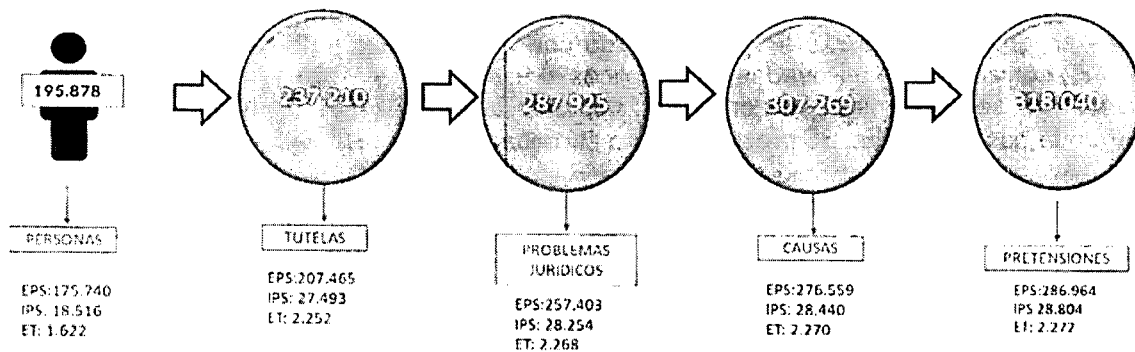 195.878
237 210
287 925
307 269
318 040
PERSONAS
EPS:175.740
IPS: 18.516
ET: 1.622
TUTELAS
EPS:207.465
IPS: 27.493
ET: 2.252
PROBLEMAS
JURÍDICOS
EPS:257.403
IPS: 28.254
ET: 2.268
CAUSAS
EPS: 276.559
IPS: 28.440
ET: 2.270
PRETENSIONES
EPS:286.964
IPS 28.804
ET: 2.272